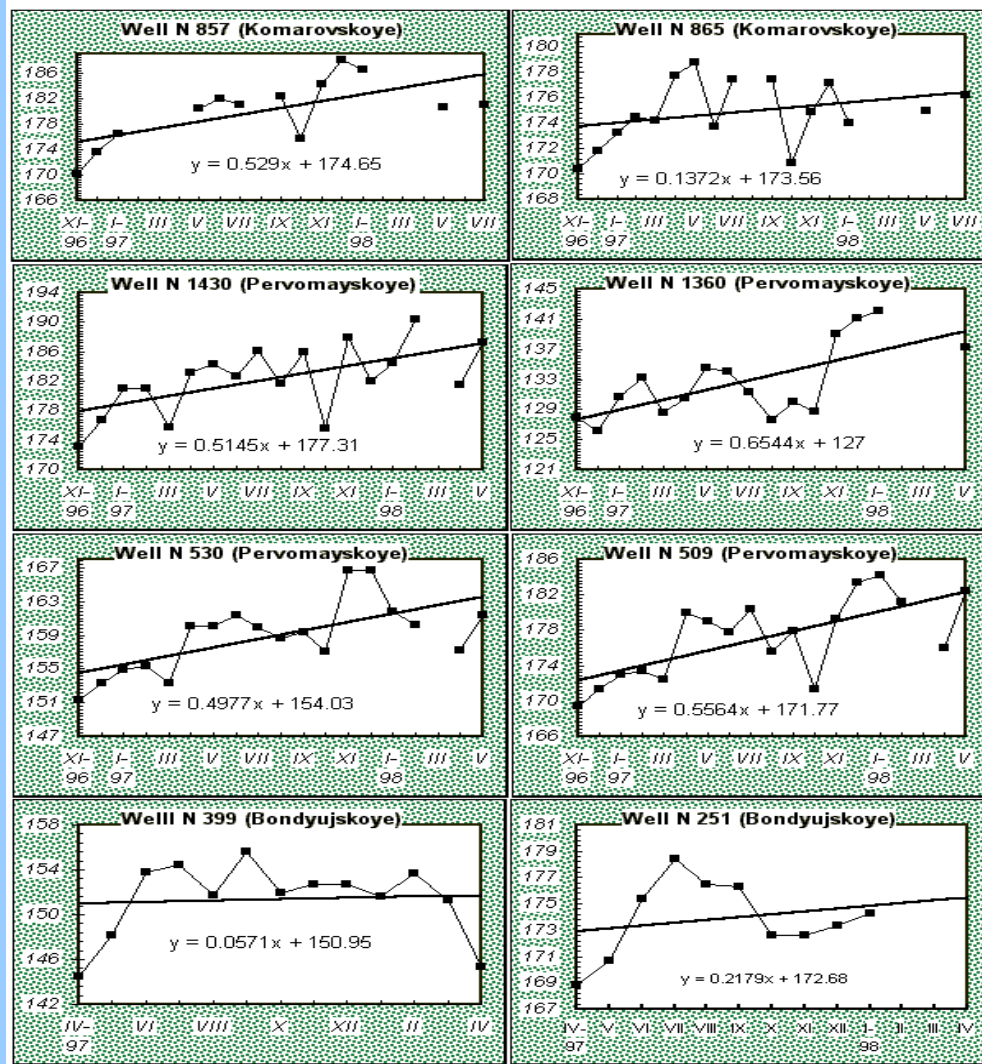 Well N 857 (Komarovskoye)
186
182
178
174
170
166
y = 0.529x + 174.65
XI-96 I-97 III V VII IX XI I-98 III V VII
Well N 865 (Komarovskoye)
180
178
176
174
172
170
168
y = 0.1372x + 173.56
XI-96 I-97 III V VII IX XI I-98 III V VII
Well N 1430 (Pervomayskoye)
194
190
186
182
178
174
170
y = 0.5145x + 177.31
XI-96 I-97 III V VII IX XI I-98 III V
Well N 1360 (Pervomayskoye)
145
141
137
133
129
125
121
y = 0.6544x + 127
XI-96 I-97 III V VII IX XI I-98 III V
Well N 530 (Pervomayskoye)
167
163
159
155
151
147
y = 0.4977x + 154.03
XI-96 I-97 III V VII IX XI I-98 III V
Well N 509 (Pervomayskoye)
186
182
178
174
170
166
y = 0.5564x + 171.77
XI-96 I-97 III V VII IX XI I-98 III V
Welll N 399 (Bondyujskoye)
158
154
150
146
142
y = 0.0571x + 150.95
IV-97 VI VIII X XII II IV
Well N 251 (Bondyujskoye)
181
179
177
175
173
171
169
167
y = 0.2179x + 172.68
IV-97 V VI VII VIII IX X XI XII I-98 II III IV